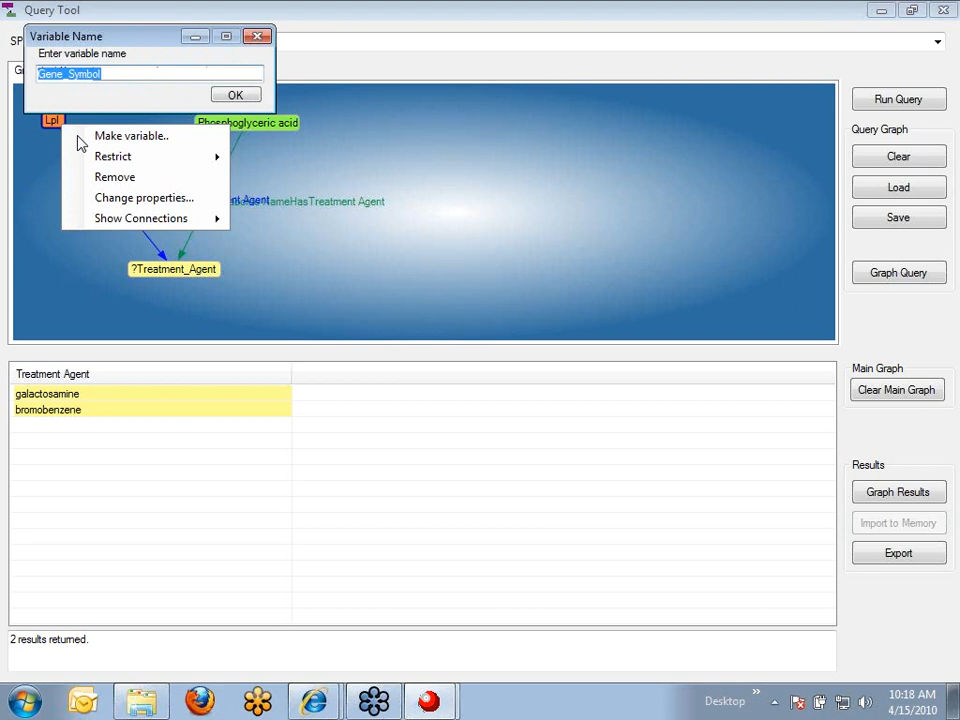 Query Tool
Variable Name
SP
Enter variable name
Gene_Symbol
OK
Lpl
Phosphoglyceric acid
Make variable..
Restrict
Remove
Change properties...
Show Connections
nt Agent
NameHasTreatment Agent
?Treatment_Agent
Run Query
Query Graph
Clear
Load
Save
Graph Query
Treatment Agent
galactosamine
bromobenzene
Main Graph
Clear Main Graph
Results
Graph Results
Import to Memory
Export
2 results returned.
Desktop
10:18 AM
4/15/2010